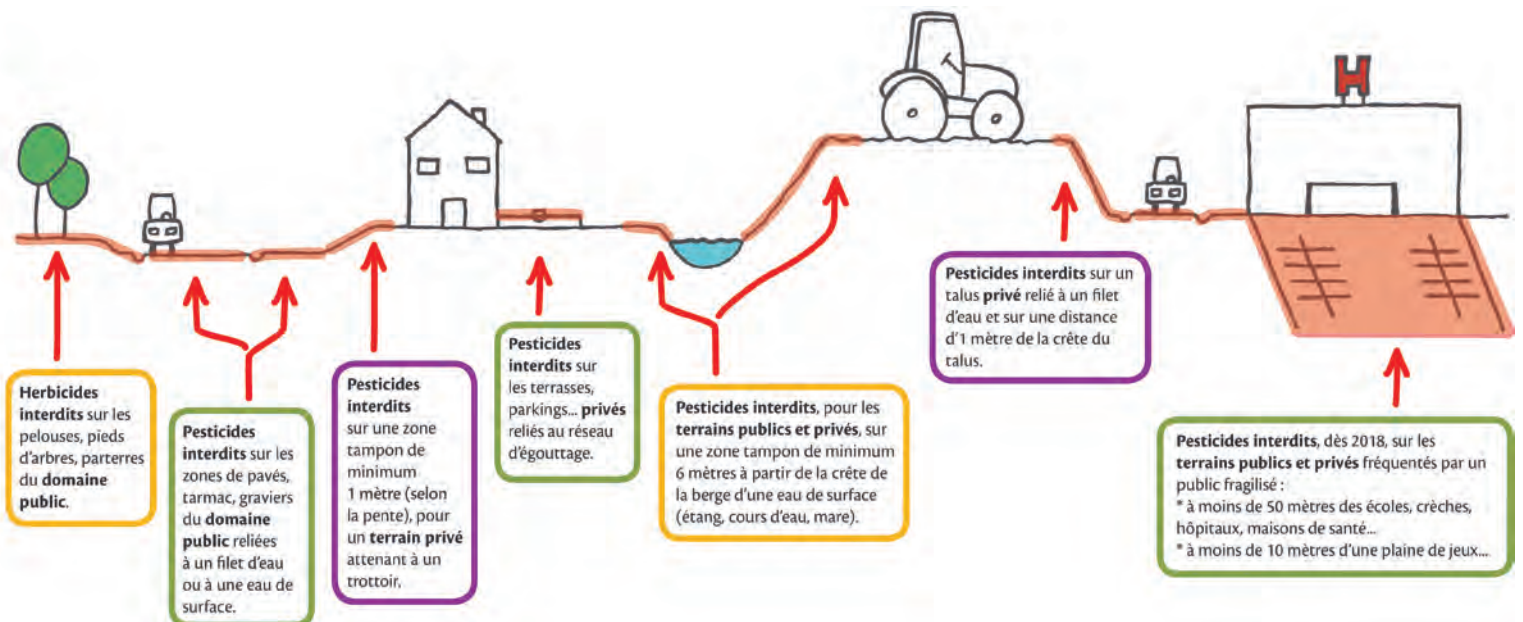 H
Herbicides
interdits sur les
pelouses, pieds
d'arbres, parterres
du domaine
public.
Pesticides
interdits sur les
zones de pavés,
tarmac, graviers
du domaine
public reliées
à un filet d'eau
ou à une eau de
surface.
Pesticides
interdits
sur une zone
tampon de
minimum
1 mètre (selon
la pente), pour
un terrain privé
attenant à un
trottoir.
Pesticides
interdits sur
les terrasses,
parkings... privés
reliés au réseau
d'égouttage.
Pesticides interdits, pour les
terrains publics et privés, sur
une zone tampon de minimum
6 mètres à partir de la crête de
la berge d'une eau de surface
(étang, cours d'eau, mare).
Pesticides interdits sur un
talus privé relié à un filet
d'eau et sur une distance
d'1 mètre de la crête du
talus.
Pesticides interdits, dès 2018, sur les
terrains publics et privés fréquentés par un
public fragilisé :
* à moins de 50 mètres des écoles, crèches,
hôpitaux, maisons de santé...
* à moins de 10 mètres d'une plaine de jeux...